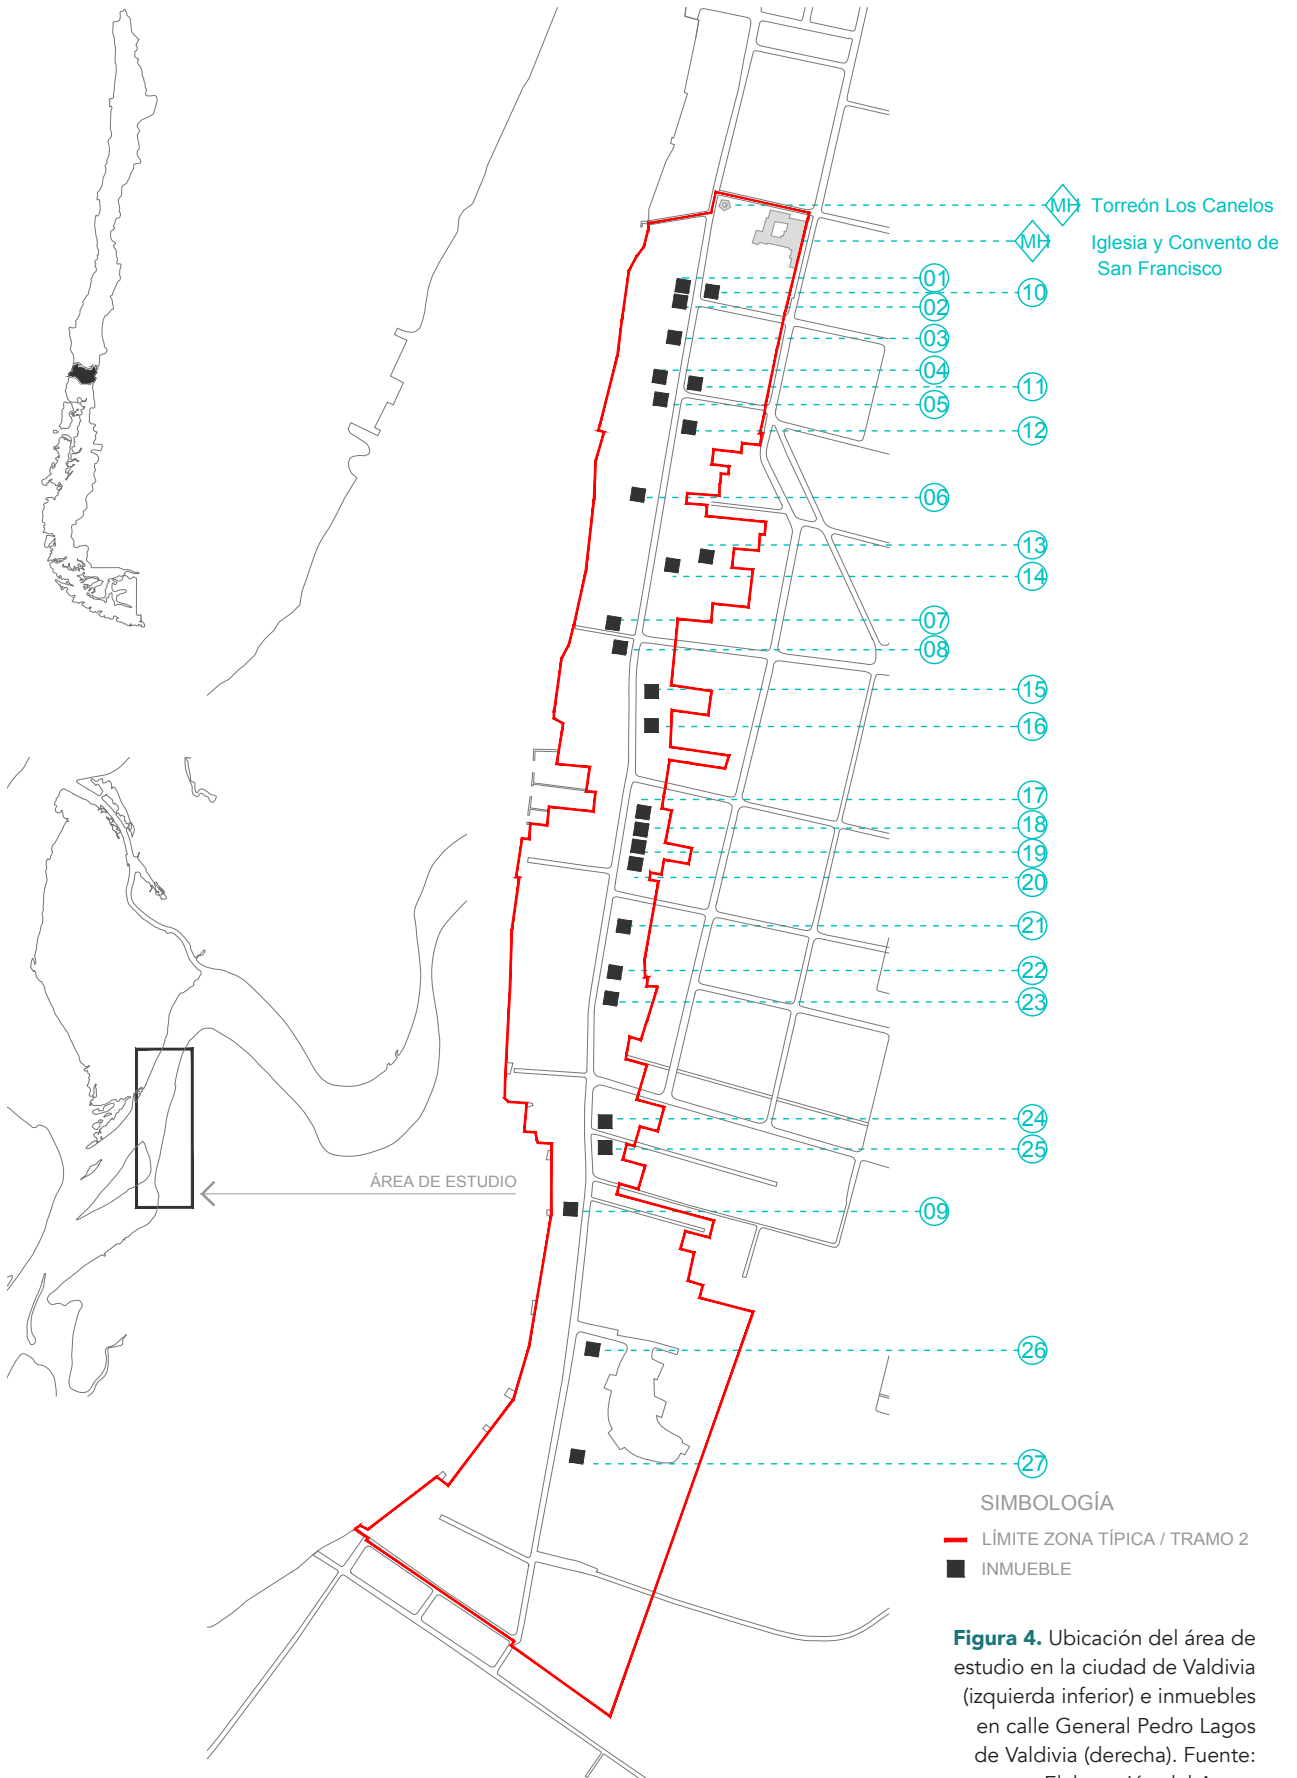 MH Torreón Los Canelos
MH Iglesia y Convento de
San Francisco
01
10
02
03
04
11
05
12
06
13
14
07
08
15
16
17
18
19
20
21
22
23
24
25
ÁREA DE ESTUDIO
09
26
27
SIMBOLOGÍA
LÍMITE ZONA TÍPICA / TRAMO 2
INMUEBLE
Figura 4. Ubicación del área de
estudio en la ciudad de Valdivia
(izquierda inferior) e inmuebles
en calle General Pedro Lagos
de Valdivia (derecha). Fuente: